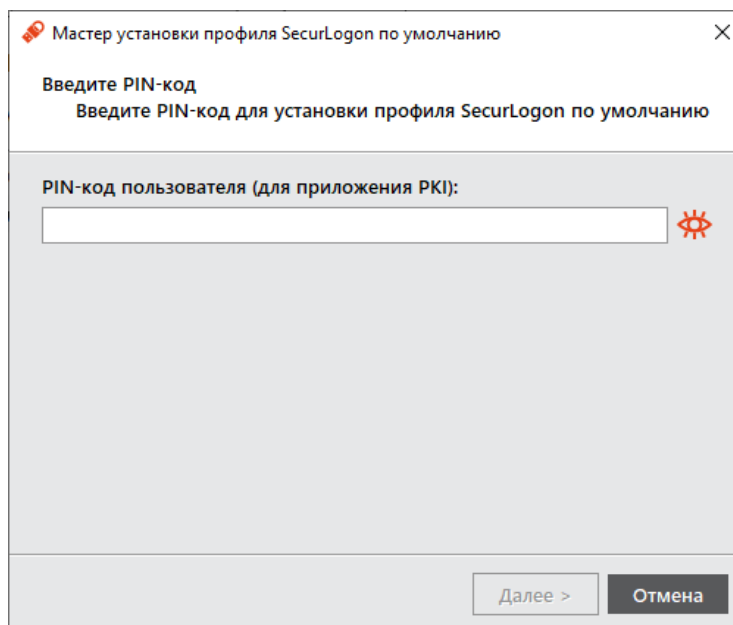 Мастер установки профиля SecurLogon по умолчанию
Введите PIN-код
Введите PIN-код для установки профиля SecurLogon по умолчанию
PIN-код пользователя (для приложения PKI):
Далее >
Отмена